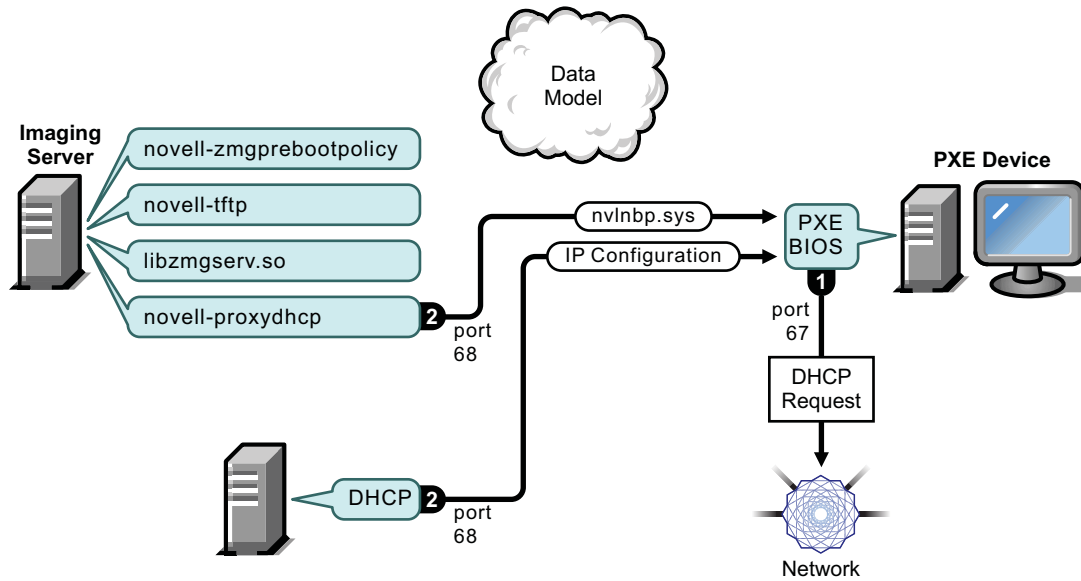 Data
Model
Imaging
Server
novell-zmgprebootpolicy
novell-tftp
libzmgserv.so
novell-proxydhcp
2
port
68
nvlnbp.sys
IP Configuration
PXE Device
PXE
BIOS
1
port
67
DHCP
Request
Network
DHCP
2
port
68